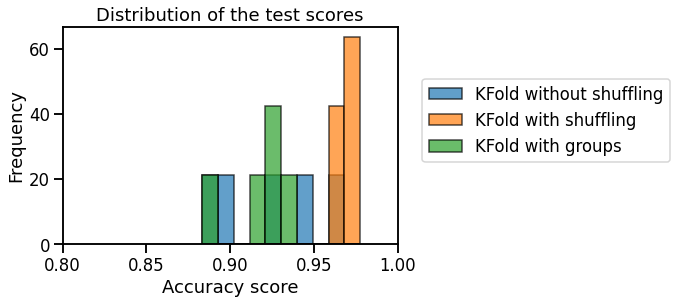 Distribution of the test scores
Frequency
60
40
20
0
0.80 0.85 0.90 0.95 1.00
Accuracy score
KFold without shuffling
KFold with shuffling
KFold with groups